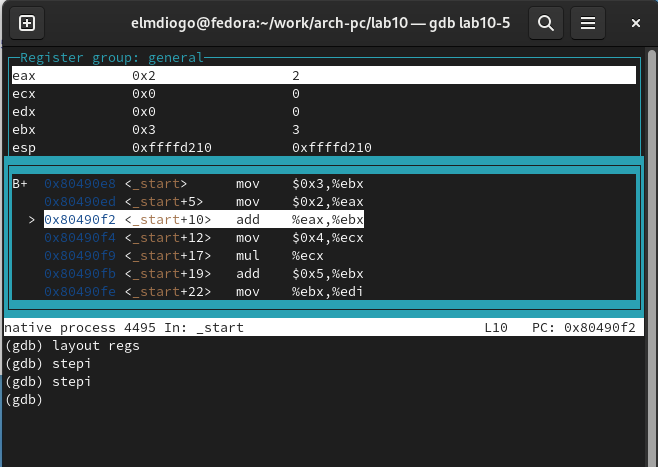 elmdiogo@fedora:~/work/arch-pc/lab10 — gdb lab10-5
Register group: general
eax 0x2 2
ecx 0x0 0
edx 0x0 0
ebx 0x3 3
esp 0xffffd210 0xffffd210
B+ 0x80490e8 <_start> mov $0x3,%ebx
0x80490ed <_start+5> mov $0x2,%eax
> 0x80490f2 <_start+10> add %eax,%ebx
0x80490f4 <_start+12> mov $0x4,%ecx
0x80490f9 <_start+17> mul %ecx
0x80490fb <_start+19> add $0x5,%ebx
0x80490fe <_start+22> mov %ebx,%edi
native process 4495 In: _start L10 PC: 0x80490f2
(gdb) layout regs
(gdb) stepi
(gdb) stepi
(gdb)